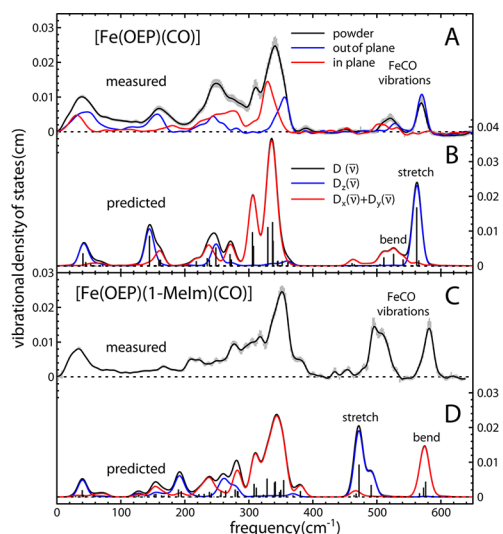 0.03
[Fe(OEP)(CO)]
powder
out of plane
in plane
A
0.02
measured
FeCO
vibrations
0.01
0
0.04
D (ν̅)
D_z(ν̅)
D_x(ν̅)+D_y(ν̅)
B
0.03
predicted
stretch
0.02
bend
0.01
0.03
0
[Fe(OEP)(1-MeIm)(CO)]
C
0.02
FeCO
vibrations
measured
0.01
0
0.03
D
stretch
0.02
predicted
bend
0.01
0
0
100
200
300
400
500
600
frequency(cm⁻¹)
vibrational density of states(cm)